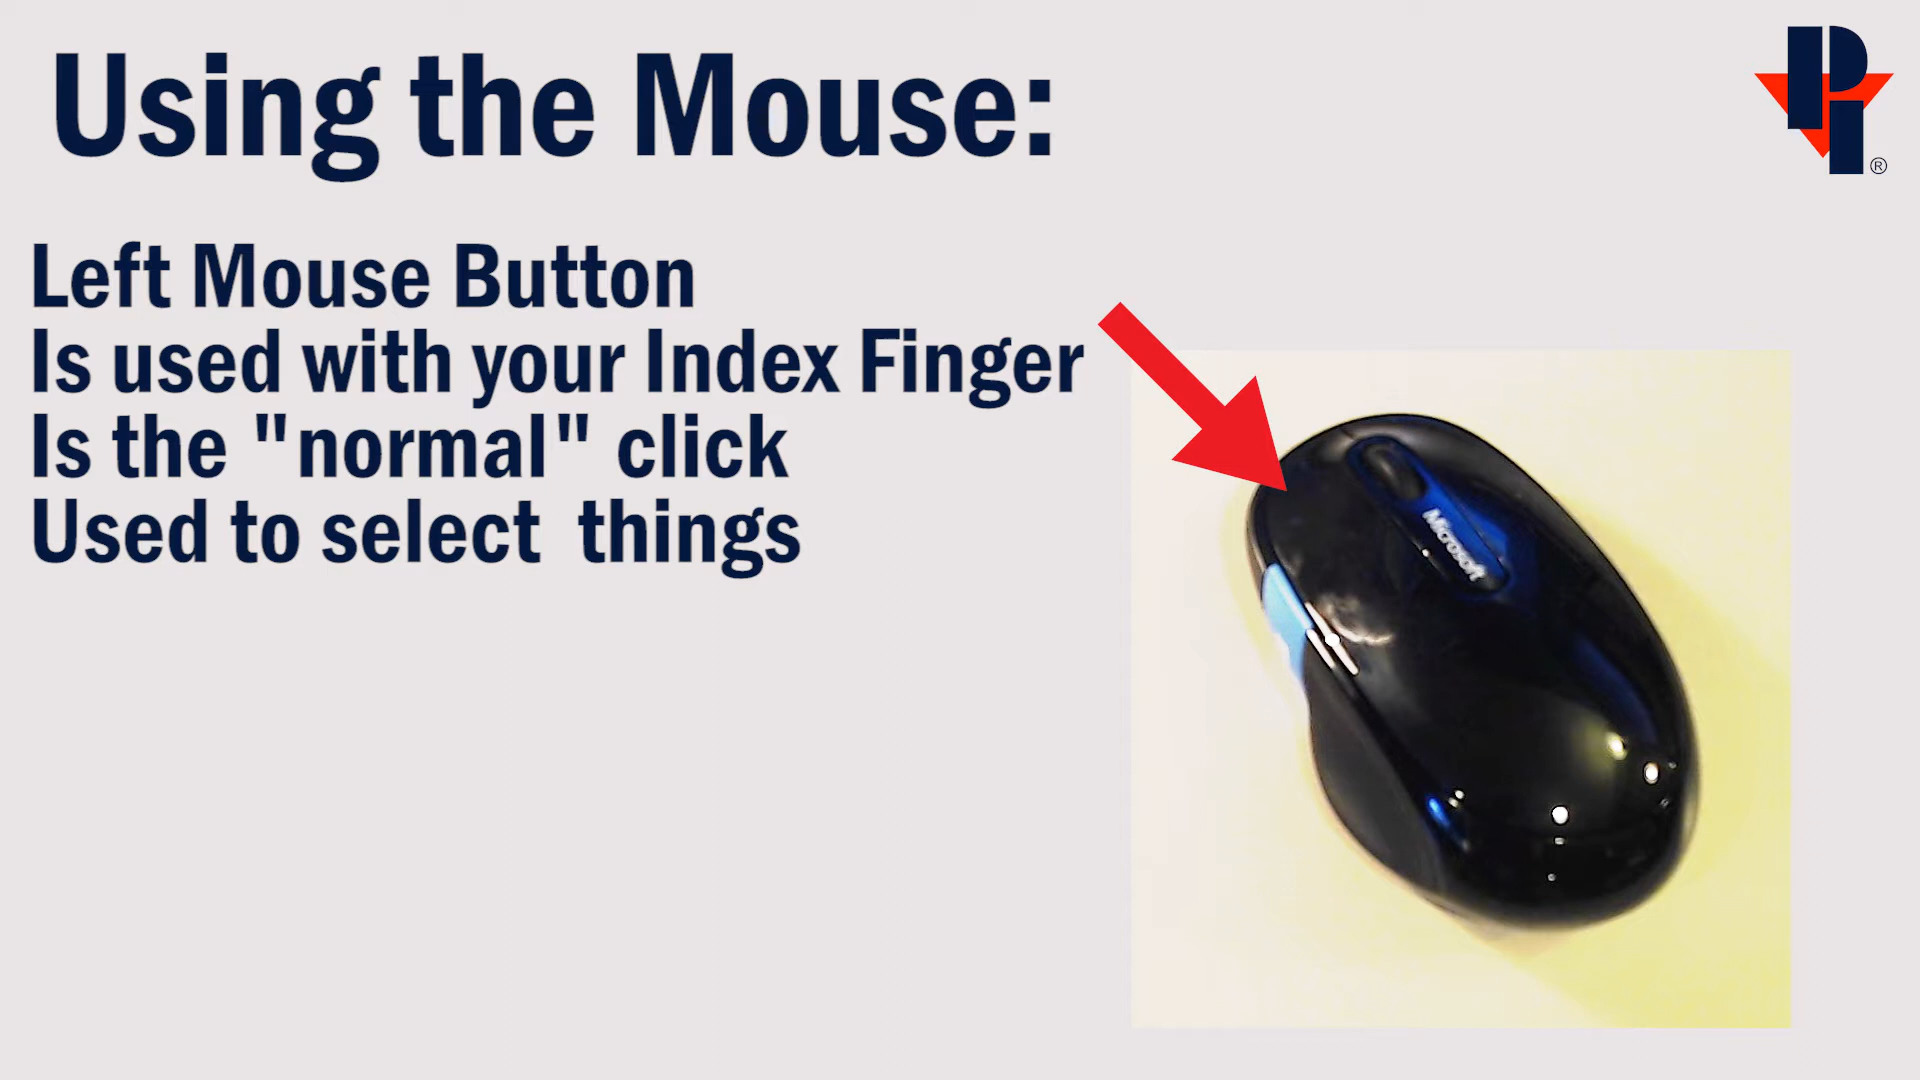 Using the Mouse:
Left Mouse Button
Is used with your Index Finger
Is the "normal" click
Used to select  things
Microsoft
PI
®